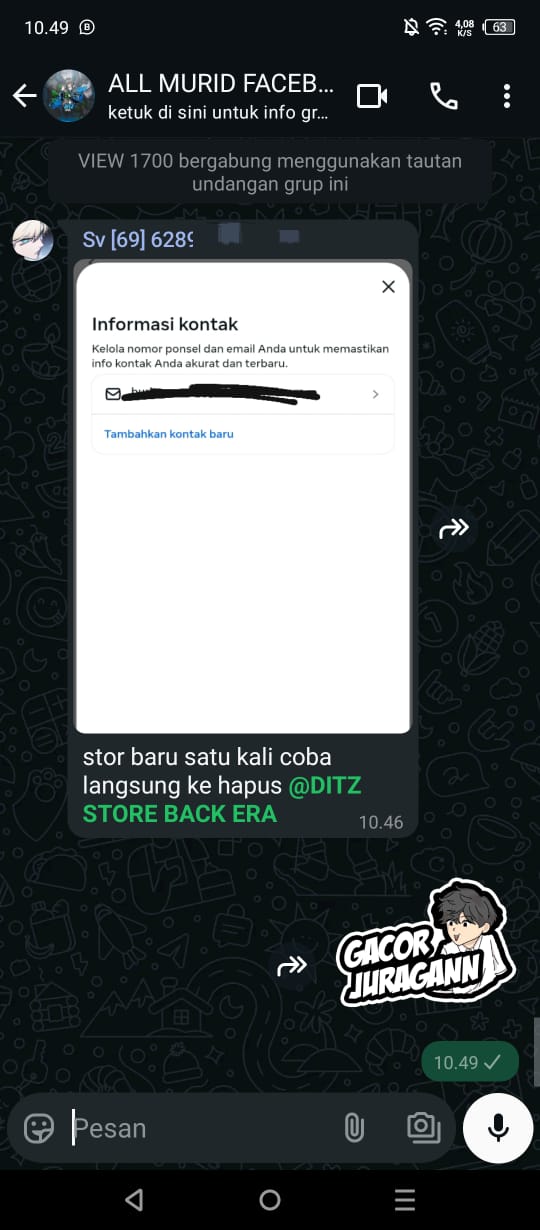 10.49
4,08
K/S
63
ALL MURID FACEB...
ketuk di sini untuk info gr...
VIEW 1700 bergabung menggunakan tautan
undangan grup ini
Sv [69] 6289
Informasi kontak
Kelola nomor ponsel dan email Anda untuk memastikan
info kontak Anda akurat dan terbaru.
Tambahkan kontak baru
stor baru satu kali coba
langsung ke hapus @DITZ
STORE BACK ERA
10.46
GACOR
JURAGANN
10.49
Pesan